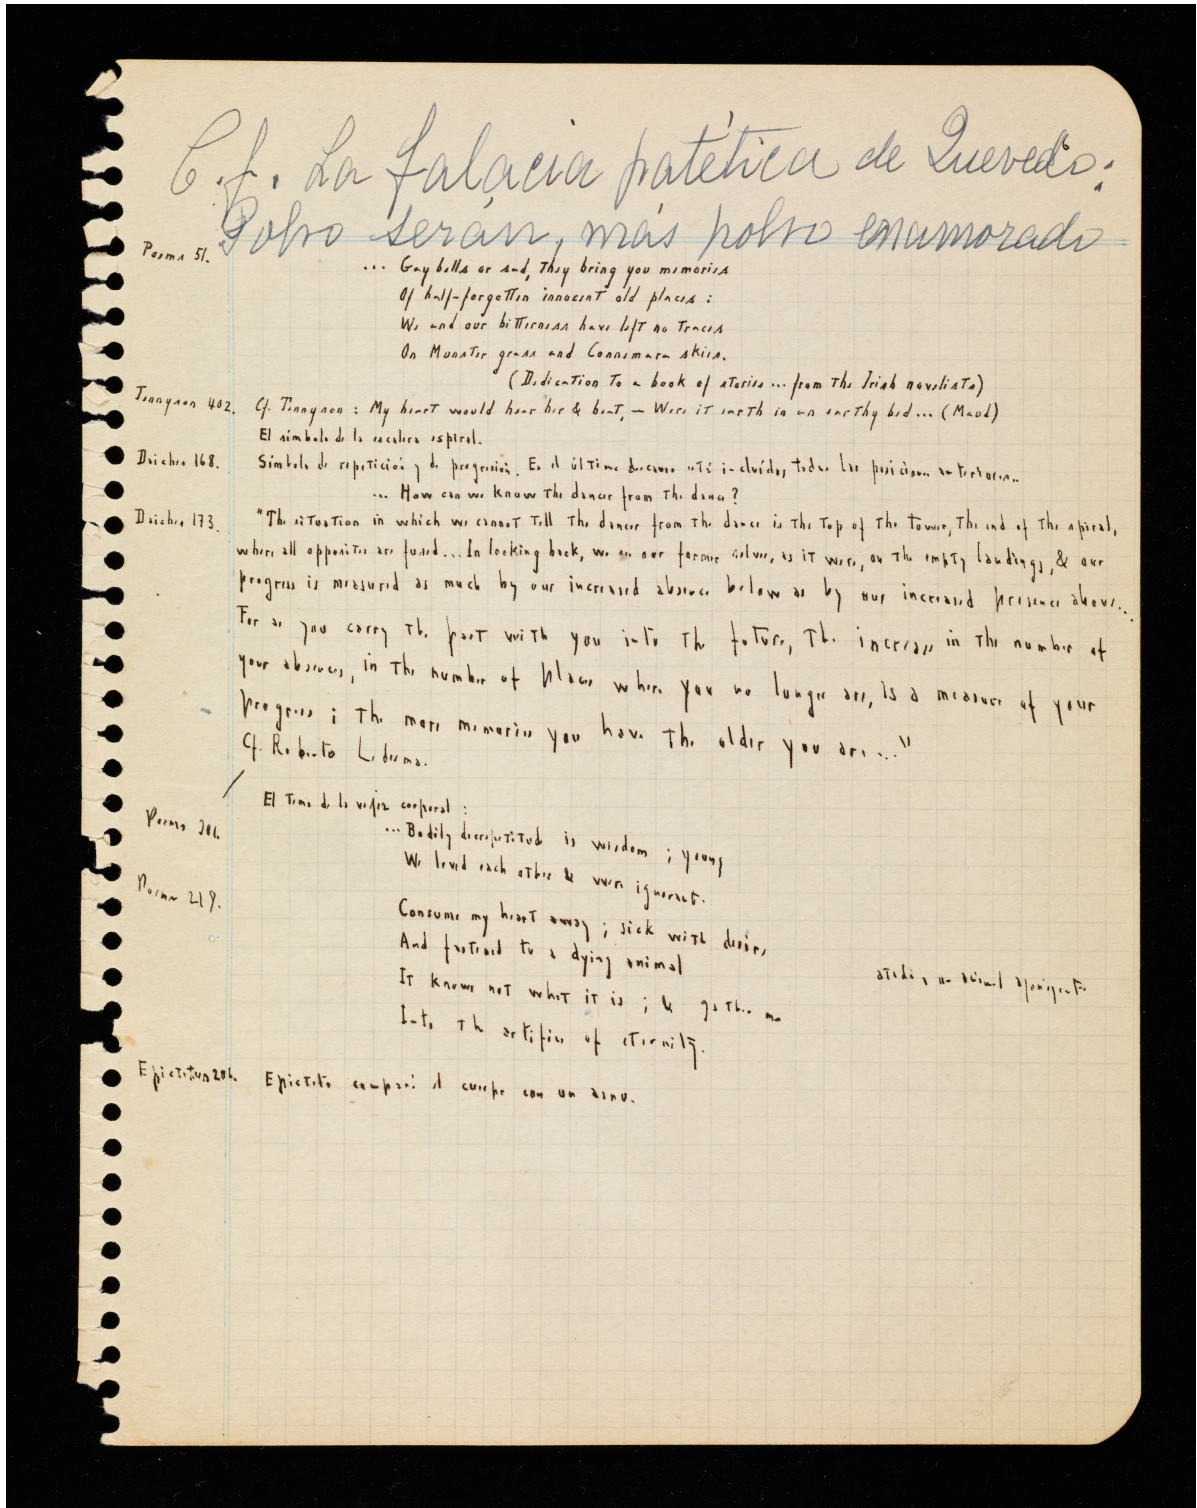 C.f. La falacia patética de Quevedo:
Polvo serán, más polvo enamorado
Poems 51.
... Gay bells or sad, they bring you memories
Of half-forgotten innocent old places:
We and our bitterness have left no traces
On Munster grass and Connemara skies.
(Dedication to a book of stories... from the Irish novelists)
Tennyson 402. Cf. Tennyson: My heart would hear her & beat, – Were it earth in an earthy bed... (Maud)
El símbolo de la escalera espiral.
Daiches 168. Símbolo de repetición y de progresión. En el último están incluídas todas las posiciones anteriores..
... How can we know the dancer from the dance?
Daiches 173. "The situation in which we cannot tell the dancer from the dance is the top of the tower, the end of the spiral,
where all opposites are fused... In looking back, we see our former selves, as it were, on the empty landings, & our
progress is measured as much by our increased absence below as by our increased presence above...
For as you carry the past with you into the future, the increase in the number of
your absences, in the number of places where you no longer are, is a measure of your
progress; the more memories you have the older you are..."
Cf. Roberto Ledesma.
El tema de la vejez corporal:
Poems 301.
... Bodily decrepitude is wisdom; young
We loved each other & were ignorant.
Poems 218.
Consume my heart away; sick with desire,
And fastened to a dying animal
atado a un animal agonizante
It knows not what it is; & gather me
Into the artifice of eternity.
Epictetus 206. Epicteto comparó el cuerpo con un asno.